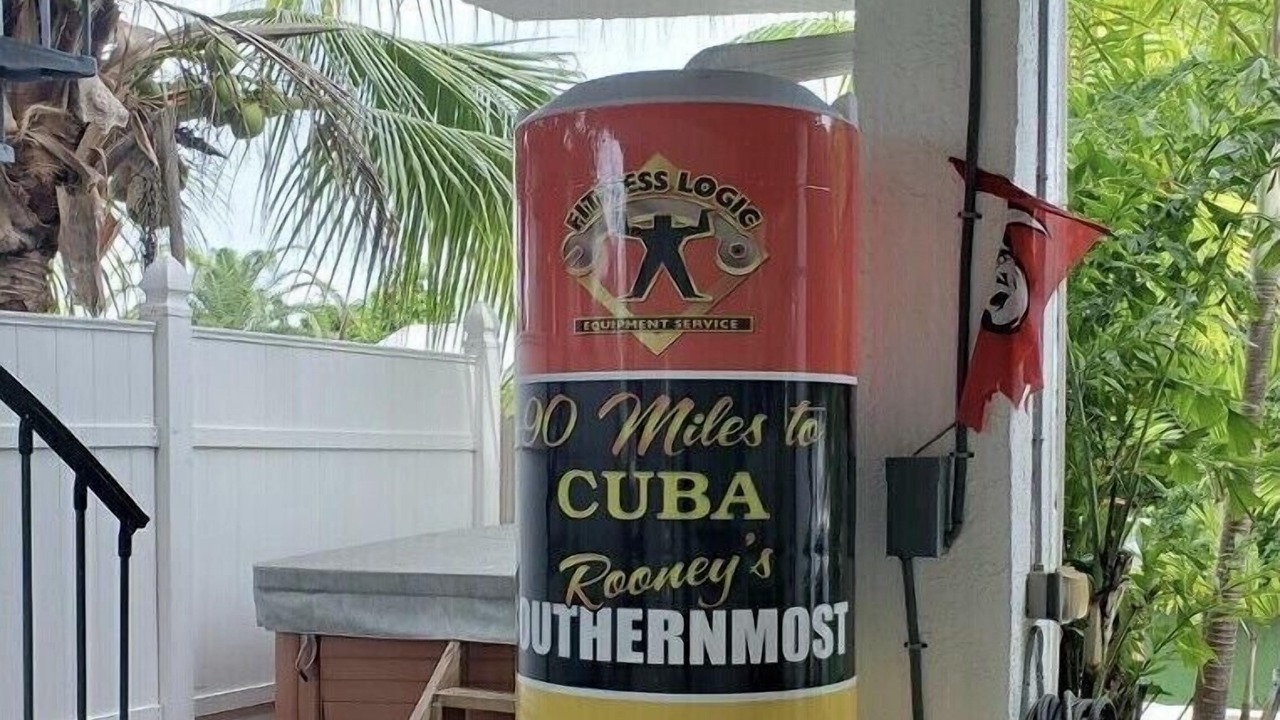 FITNESS LOGIC
EQUIPMENT SERVICE
90 Miles to
CUBA
Rooney's
OUTHERNMOST